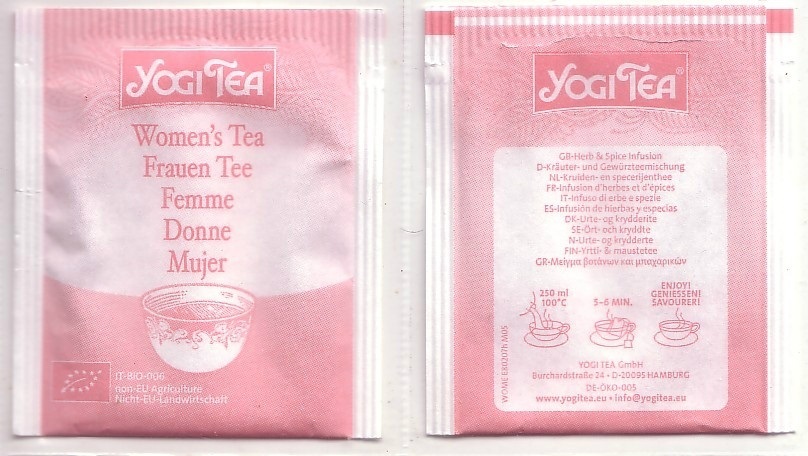 YOGI TEA®
Women's Tea
Frauen Tee
Femme
Donne
Mujer
IT-BIO-006
non-EU Agriculture
Nicht-EU-Landwirtschaft
YOGI TEA®
GB-Herb & Spice Infusion
D-Kräuter- und Gewürzteemischung
NL-Kruiden- en specerijenthee
FR-Infusion d'herbes et d'épices
IT-Infuso di erbe e spezie
ES-Infusión de hierbas y especias
DK-Urte- og krydderite
SE-Ört- och kryddte
N-Urte- og krydderte
FIN-Yrtti- & maustetee
GR-Μείγμα βοτάνων και μπαχαρικών
250 ml
100°C
5–6 MIN.
ENJOY!
GENIESSEN!
SAVOURER!
YOGI TEA GmbH
Burchardstraße 24 • D-20095 HAMBURG
DE-ÖKO-005
www.yogitea.eu • info@yogitea.eu